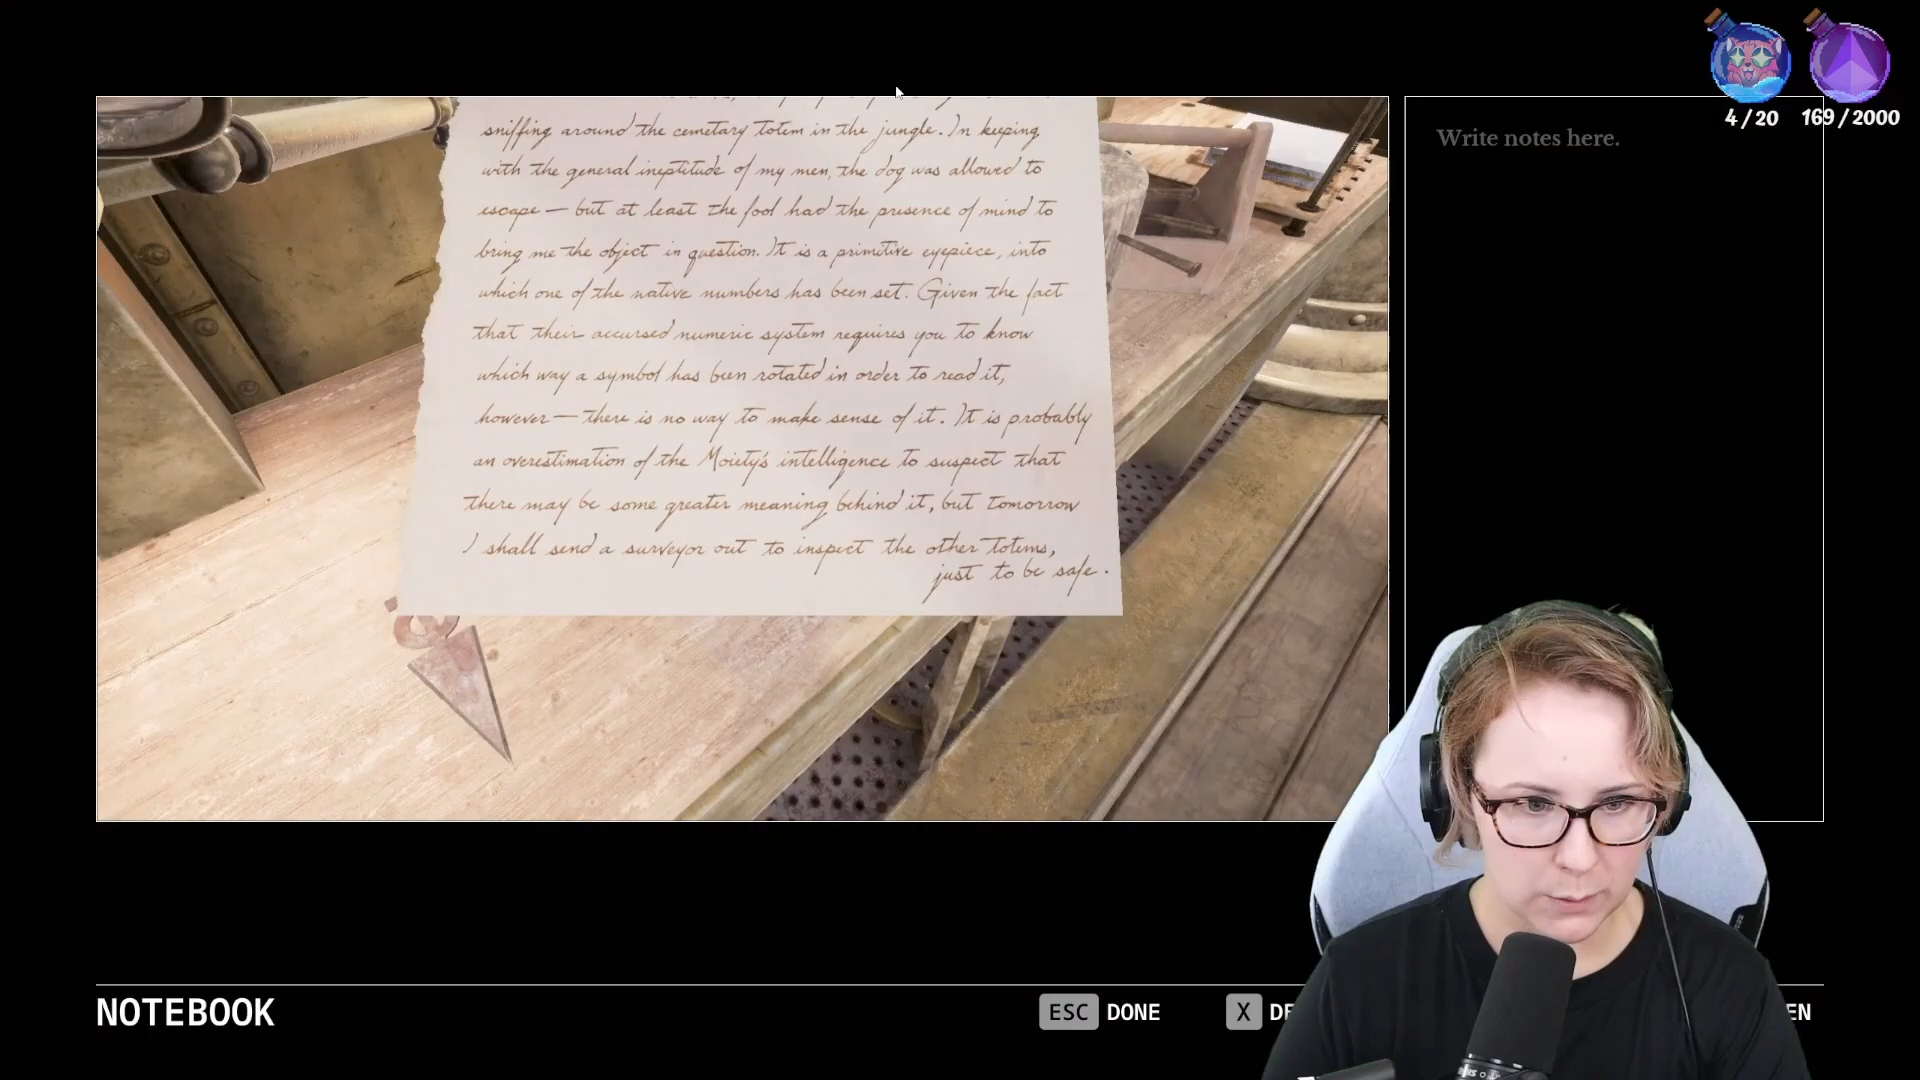 4/20
169/2000
Write notes here.
sniffing around the cemetary totem in the jungle. In keeping
with the general ineptitude of my men, the dog was allowed to
escape — but at least the fool had the presence of mind to
bring me the object in question. It is a primitive eyepiece, into
which one of the native numbers has been set. Given the fact
that their accursed numeric system requires you to know
which way a symbol has been rotated in order to read it,
however — there is no way to make sense of it. It is probably
an overestimation of the Moiety's intelligence to suspect that
there may be some greater meaning behind it, but tomorrow
I shall send a surveyor out to inspect the other totems,
just to be safe.
NOTEBOOK
ESC DONE
X DE
EN